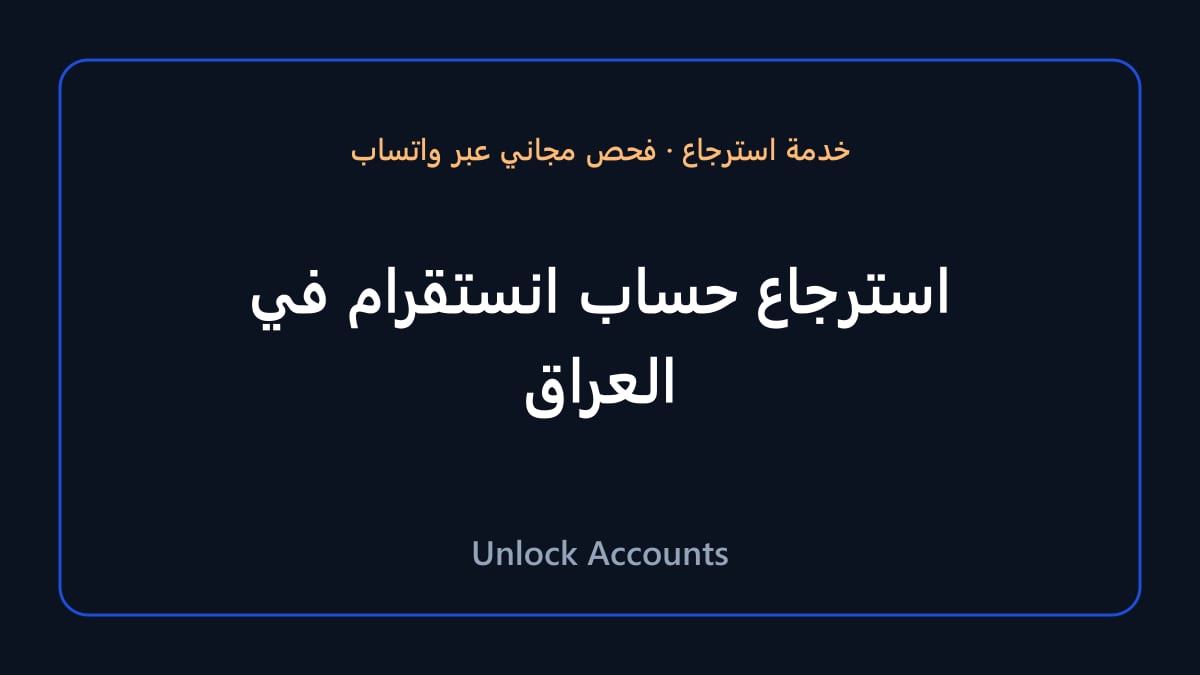 خدمة استرجاع · فحص مجاني عبر واتساب
استرجاع حساب انستقرام في
العراق
Unlock Accounts